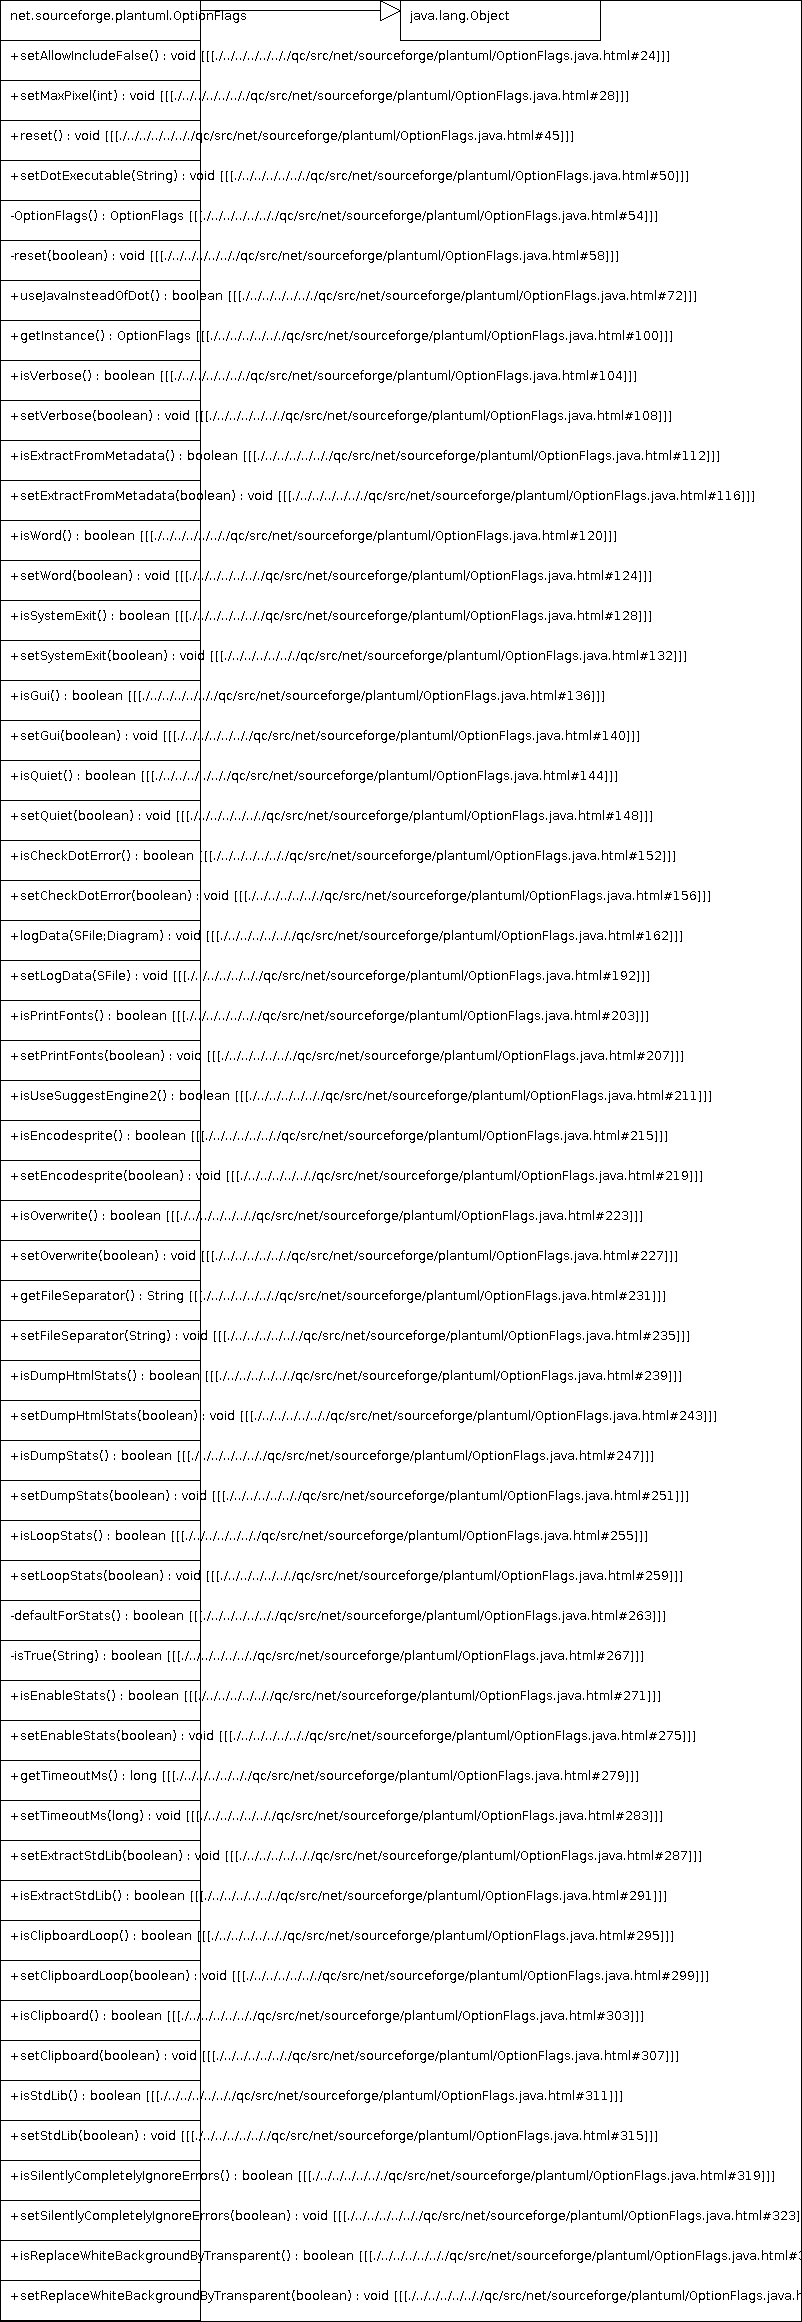 net.sourceforge.plantuml.OptionFlags
java.lang.Object
+setAllowIncludeFalse() : void [[[./../../../../../qc/src/net/sourceforge/plantuml/OptionFlags.java.html#24]]]
+setMaxPixel(int) : void [[[./../../../../../qc/src/net/sourceforge/plantuml/OptionFlags.java.html#28]]]
+reset() : void [[[./../../../../../../qc/src/net/sourceforge/plantuml/OptionFlags.java.html#45]]]
+setDotExecutable(String) : void [[[./../../../../../qc/src/net/sourceforge/plantuml/OptionFlags.java.html#50]]]
-OptionFlags() : OptionFlags [[[./../../../../../qc/src/net/sourceforge/plantuml/OptionFlags.java.html#54]]]
-reset(boolean) : void [[[./../../../../../../qc/src/net/sourceforge/plantuml/OptionFlags.java.html#58]]]
+useJavaInsteadOfDot() : boolean [[[./../../../../../../qc/src/net/sourceforge/plantuml/OptionFlags.java.html#72]]]
+getInstance() : OptionFlags [[[./../../../../../../qc/src/net/sourceforge/plantuml/OptionFlags.java.html#100]]]
+isVerbose() : boolean [[[./../../../../../../qc/src/net/sourceforge/plantuml/OptionFlags.java.html#104]]]
+setVerbose(boolean) : void [[[./../../../../../../qc/src/net/sourceforge/plantuml/OptionFlags.java.html#108]]]
+isExtractFromMetadata() : boolean [[[./../../../../../qc/src/net/sourceforge/plantuml/OptionFlags.java.html#112]]]
+setExtractFromMetadata(boolean) : void [[[./../../../../../../qc/src/net/sourceforge/plantuml/OptionFlags.java.html#116]]]
+isWord() : boolean [[[./../../../../../../qc/src/net/sourceforge/plantuml/OptionFlags.java.html#120]]]
+setWord(boolean) : void [[[./../../../../../../qc/src/net/sourceforge/plantuml/OptionFlags.java.html#124]]]
+isSystemExit() : boolean [[[./../../../../../../qc/src/net/sourceforge/plantuml/OptionFlags.java.html#128]]]
+setSystemExit(boolean) : void [[[./../../../../../../qc/src/net/sourceforge/plantuml/OptionFlags.java.html#132]]]
+isGui() : boolean [[[./../../../../../../qc/src/net/sourceforge/plantuml/OptionFlags.java.html#136]]]
+setGui(boolean) : void [[[./../../../../../../qc/src/net/sourceforge/plantuml/OptionFlags.java.html#140]]]
+isQuiet() : boolean [[[./../../../../../../qc/src/net/sourceforge/plantuml/OptionFlags.java.html#144]]]
+setQuiet(boolean) : void [[[./../../../../../../qc/src/net/sourceforge/plantuml/OptionFlags.java.html#148]]]
+isCheckDotError() : boolean [[[./../../../../../../qc/src/net/sourceforge/plantuml/OptionFlags.java.html#152]]]
+setCheckDotError(boolean) : void [[[./../../../../../../qc/src/net/sourceforge/plantuml/OptionFlags.java.html#156]]]
+logData(SFile;Diagram) : void [[[./../../../../../../qc/src/net/sourceforge/plantuml/OptionFlags.java.html#162]]]
+setLogData(SFile) : void [[[./../../../../../../qc/src/net/sourceforge/plantuml/OptionFlags.java.html#192]]]
+isPrintFonts() : boolean [[[./../../../../../../qc/src/net/sourceforge/plantuml/OptionFlags.java.html#203]]]
+setPrintFonts(boolean) : void [[[./../../../../../../qc/src/net/sourceforge/plantuml/OptionFlags.java.html#207]]]
+isUseSuggestEngine2() : boolean [[[./../../../../../../qc/src/net/sourceforge/plantuml/OptionFlags.java.html#211]]]
+isEncodesprite() : boolean [[[./../../../../../../qc/src/net/sourceforge/plantuml/OptionFlags.java.html#215]]]
+setEncodesprite(boolean) : void [[[./../../../../../../qc/src/net/sourceforge/plantuml/OptionFlags.java.html#219]]]
+isOverwrite() : boolean [[[./../../../../../../qc/src/net/sourceforge/plantuml/OptionFlags.java.html#223]]]
+setOverwrite(boolean) : void [[[./../../../../../../qc/src/net/sourceforge/plantuml/OptionFlags.java.html#227]]]
+getFileSeparator() : String [[[./../../../../../../qc/src/net/sourceforge/plantuml/OptionFlags.java.html#231]]]
+setFileSeparator(String) : void [[[./../../../../../../qc/src/net/sourceforge/plantuml/OptionFlags.java.html#235]]]
+isDumpHtmlStats() : boolean [[[./../../../../../../qc/src/net/sourceforge/plantuml/OptionFlags.java.html#239]]]
+setDumpHtmlStats(boolean) : void [[[./../../../../../../qc/src/net/sourceforge/plantuml/OptionFlags.java.html#243]]]
+isDumpStats() : boolean [[[./../../../../../../qc/src/net/sourceforge/plantuml/OptionFlags.java.html#247]]]
+setDumpStats(boolean) : void [[[./../../../../../../qc/src/net/sourceforge/plantuml/OptionFlags.java.html#251]]]
+isLoopStats() : boolean [[[./../../../../../../qc/src/net/sourceforge/plantuml/OptionFlags.java.html#255]]]
+setLoopStats(boolean) : void [[[./../../../../../../qc/src/net/sourceforge/plantuml/OptionFlags.java.html#259]]]
-defaultForStats() : boolean [[[./../../../../../../qc/src/net/sourceforge/plantuml/OptionFlags.java.html#263]]]
-isTrue(String) : boolean [[[./../../../../../../qc/src/net/sourceforge/plantuml/OptionFlags.java.html#267]]]
+isEnableStats() : boolean [[[./../../../../../../qc/src/net/sourceforge/plantuml/OptionFlags.java.html#271]]]
+setEnableStats(boolean) : void [[[./../../../../../../qc/src/net/sourceforge/plantuml/OptionFlags.java.html#275]]]
+getTimeoutMs() : long [[[./../../../../../../qc/src/net/sourceforge/plantuml/OptionFlags.java.html#279]]]
+setTimeoutMs(long) : void [[[./../../../../../../qc/src/net/sourceforge/plantuml/OptionFlags.java.html#283]]]
+setExtractStdLib(boolean) : void [[[./../../../../../../qc/src/net/sourceforge/plantuml/OptionFlags.java.html#287]]]
+isExtractStdLib() : boolean [[[./../../../../../../qc/src/net/sourceforge/plantuml/OptionFlags.java.html#291]]]
+isClipboardLoop() : boolean [[[./../../../../../../qc/src/net/sourceforge/plantuml/OptionFlags.java.html#295]]]
+setClipboardLoop(boolean) : void [[[./../../../../../../qc/src/net/sourceforge/plantuml/OptionFlags.java.html#299]]]
+isClipboard() : boolean [[[./../../../../../../qc/src/net/sourceforge/plantuml/OptionFlags.java.html#303]]]
+setClipboard(boolean) : void [[[./../../../../../../qc/src/net/sourceforge/plantuml/OptionFlags.java.html#307]]]
+isStdLib() : boolean [[[./../../../../../../qc/src/net/sourceforge/plantuml/OptionFlags.java.html#311]]]
+setStdLib(boolean) : void [[[./../../../../../../qc/src/net/sourceforge/plantuml/OptionFlags.java.html#315]]]
+isSilentlyCompletelyIgnoreErrors() : boolean [[[./../../../../../../qc/src/net/sourceforge/plantuml/OptionFlags.java.html#319]]]
+setSilentlyCompletelyIgnoreErrors(boolean) : void [[[./../../../../../../qc/src/net/sourceforge/plantuml/OptionFlags.java.html#323]
+isReplaceWhiteBackgroundByTransparent() : boolean [[[./../../../../../../qc/src/net/sourceforge/plantuml/OptionFlags.java.html#
+setReplaceWhiteBackgroundByTransparent(boolean) : void [[[./../../../../../../qc/src/net/sourceforge/plantuml/OptionFlags.java.